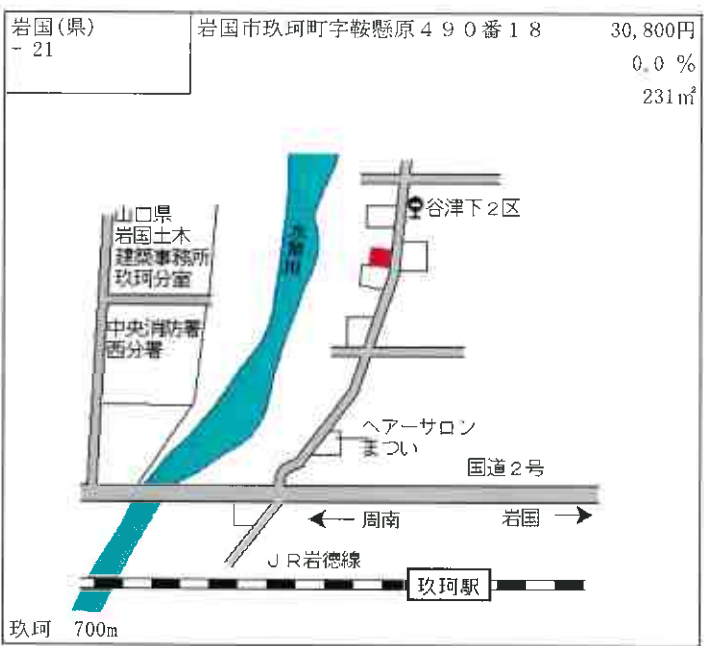 岩国(県)
- 21
岩国市玖珂町字鞍懸原490番18
30,800円
0.0 %
231㎡
谷津下2区
山口県
岩国土木
建築事務所
玖珂分室
中央消防署
西分署
ヘアーサロン
まつい
国道2号
← 周南
岩国 →
JR岩徳線
玖珂駅
玖珂 700m